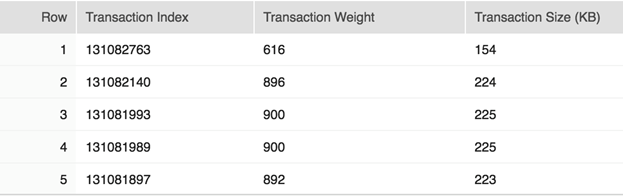 Row Transaction Index Transaction Weight Transaction Size (KB)
1 131082763 616 154
2 131082140 896 224
3 131081993 900 225
4 131081989 900 225
5 131081897 892 223